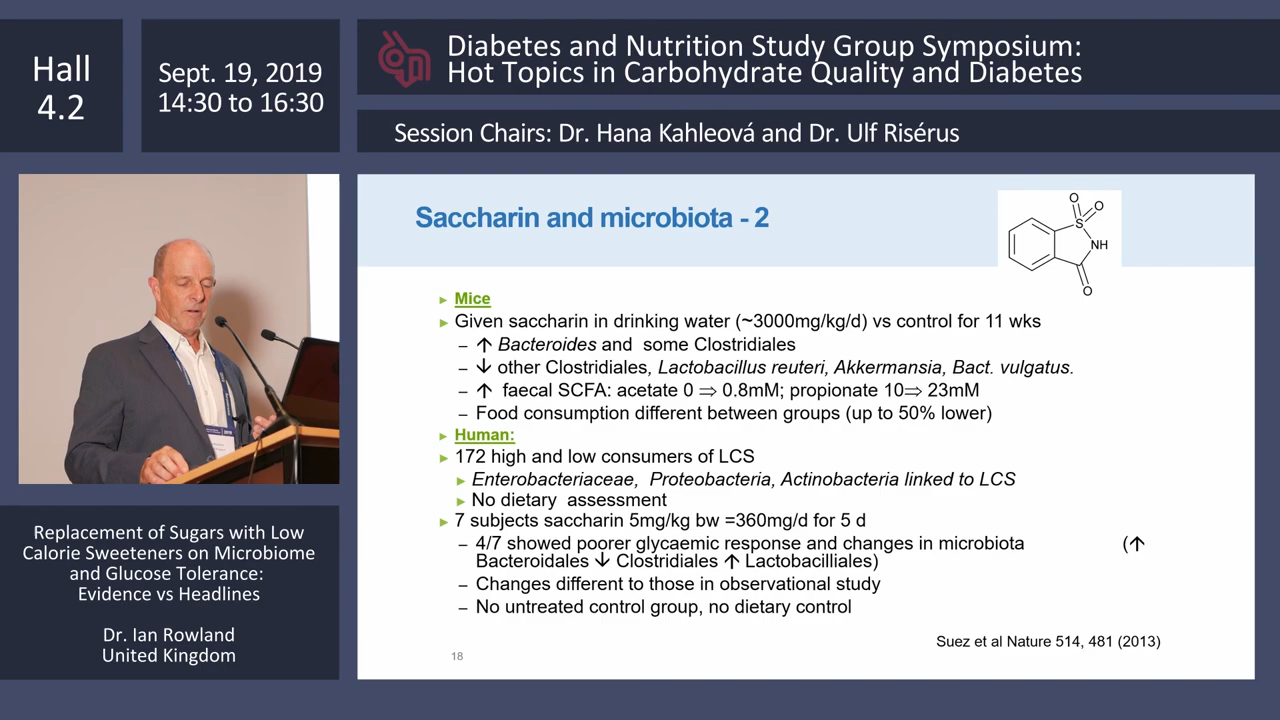 Hall
4.2
Sept. 19, 2019
14:30 to 16:30
Diabetes and Nutrition Study Group Symposium:
Hot Topics in Carbohydrate Quality and Diabetes
Session Chairs: Dr. Hana Kahleová and Dr. Ulf Risérus
Saccharin and microbiota - 2
O
O
S
NH
O
▸ Mice
▸ Given saccharin in drinking water (~3000mg/kg/d) vs control for 11 wks
– ↑ Bacteroides and some Clostridiales
– ↓ other Clostridiales, Lactobacillus reuteri, Akkermansia, Bact. vulgatus.
– ↑ faecal SCFA: acetate 0 ⇒ 0.8mM; propionate 10⇒ 23mM
– Food consumption different between groups (up to 50% lower)
▸ Human:
▸ 172 high and low consumers of LCS
▸ Enterobacteriaceae, Proteobacteria, Actinobacteria linked to LCS
▸ No dietary assessment
▸ 7 subjects saccharin 5mg/kg bw =360mg/d for 5 d
– 4/7 showed poorer glycaemic response and changes in microbiota (↑
Bacteroidales ↓ Clostridiales ↑ Lactobacilliales)
– Changes different to those in observational study
– No untreated control group, no dietary control
Suez et al Nature 514, 481 (2013)
18
Replacement of Sugars with Low
Calorie Sweeteners on Microbiome
and Glucose Tolerance:
Evidence vs Headlines
Dr. Ian Rowland
United Kingdom